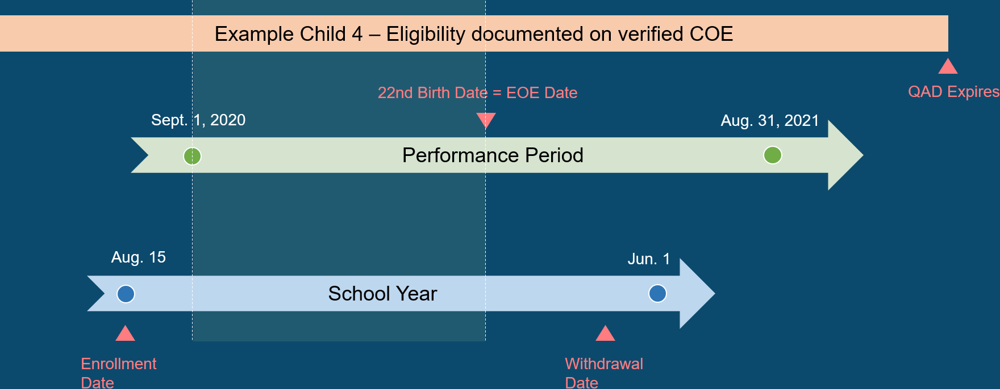 Example Child 4 – Eligibility documented on verified COE
22nd Birth Date = EOE Date
QAD Expires
Sept. 1, 2020
Aug. 31, 2021
Performance Period
Aug. 15
Jun. 1
School Year
Enrollment
Date
Withdrawal
Date